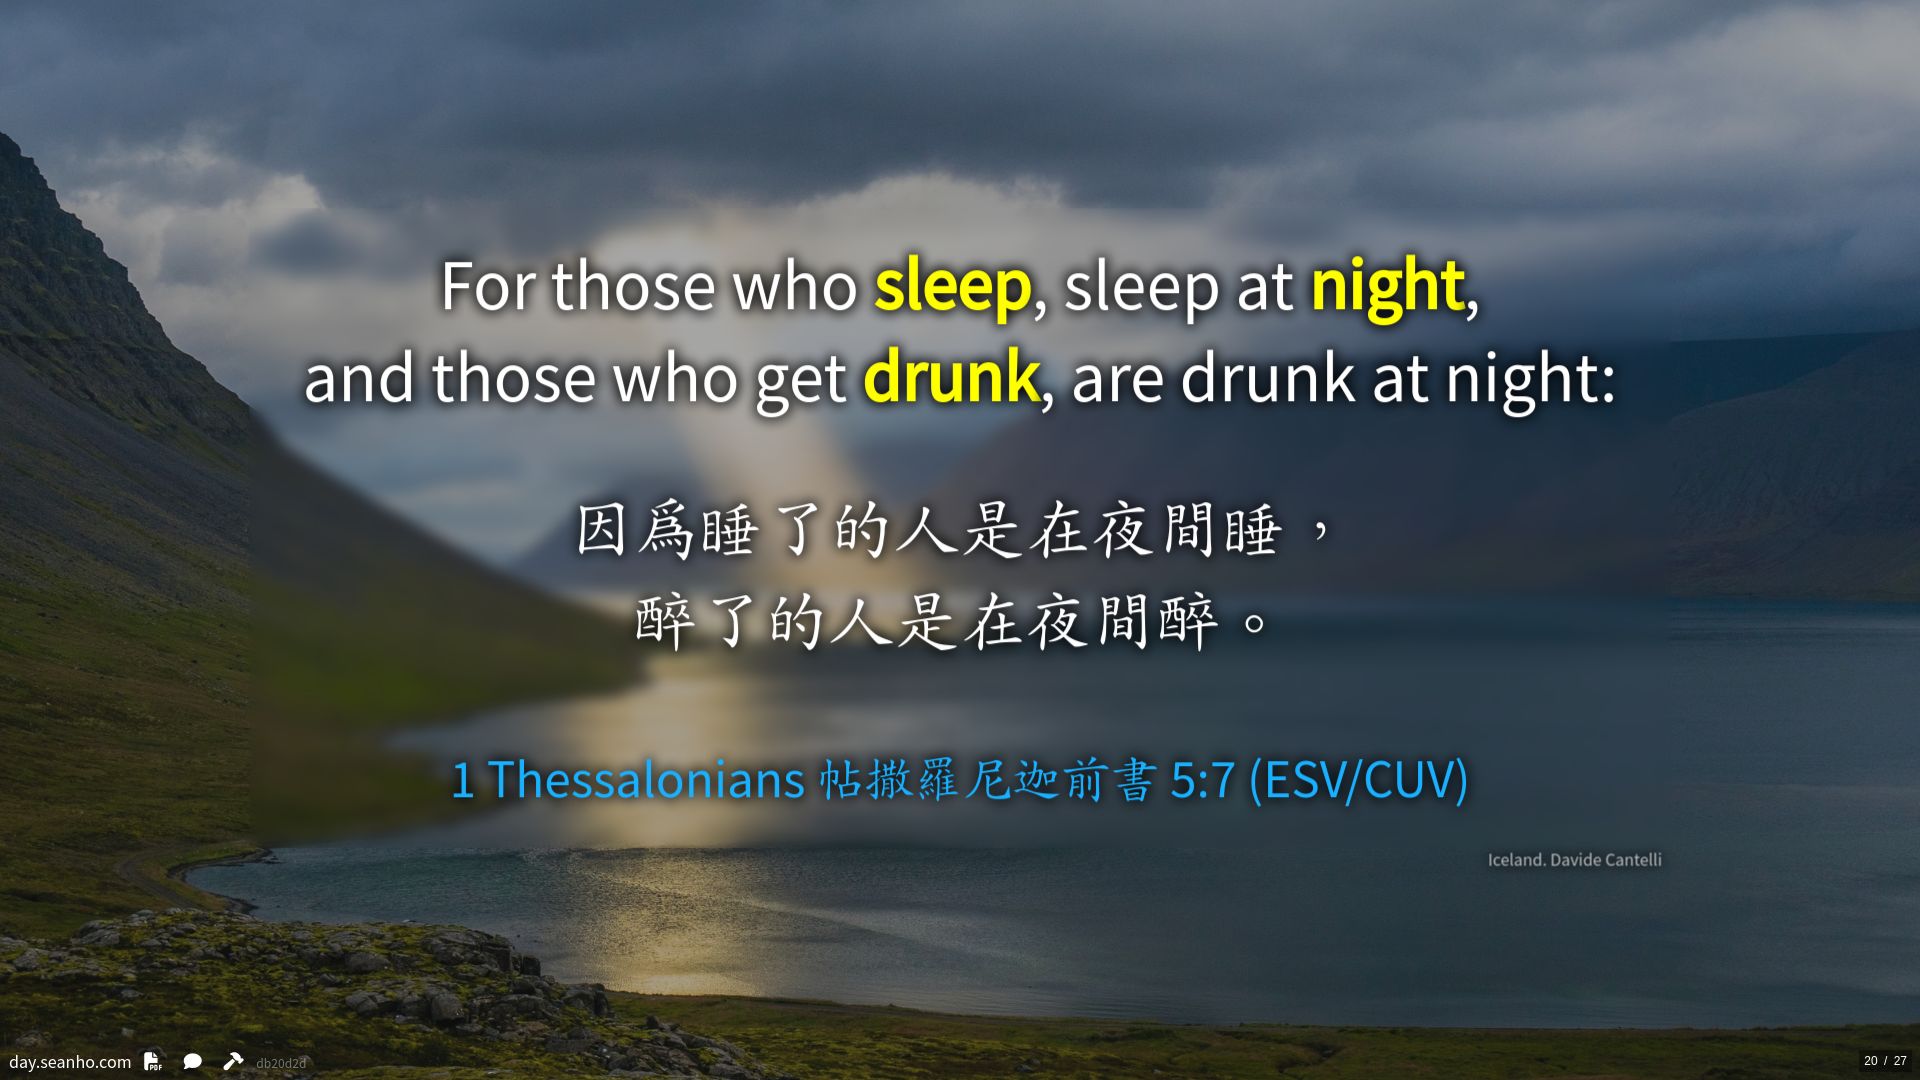 For those who sleep, sleep at night,
and those who get drunk, are drunk at night:
因爲睡了的人是在夜間睡，
醉了的人是在夜間醉。
1 Thessalonians 帖撒羅尼迦前書 5:7 (ESV/CUV)
Iceland. Davide Cantelli
day.seanho.com PDF db20d2d
20 / 27